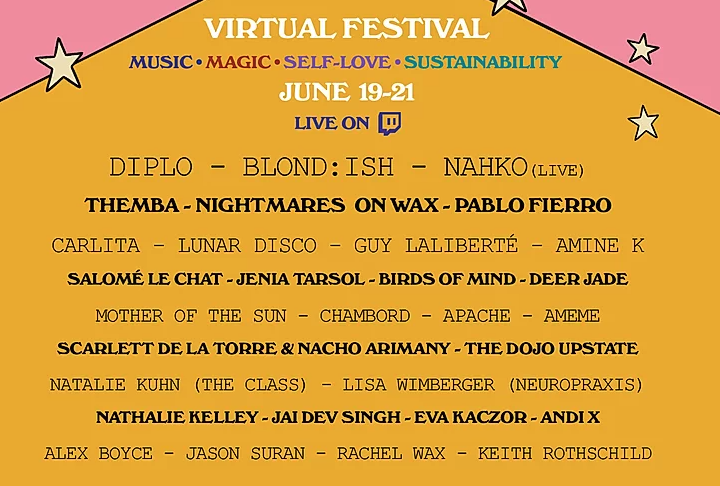 VIRTUAL FESTIVAL
MUSIC • MAGIC • SELF-LOVE • SUSTAINABILITY
JUNE 19-21
LIVE ON
DIPLO - BLOND:ISH - NAHKO(LIVE)
THEMBA - NIGHTMARES ON WAX - PABLO FIERRO
CARLITA - LUNAR DISCO - GUY LALIBERTÉ - AMINE K
SALOMÉ LE CHAT - JENIA TARSOL - BIRDS OF MIND - DEER JADE
MOTHER OF THE SUN - CHAMBORD - APACHE - AMEME
SCARLETT DE LA TORRE & NACHO ARIMANY - THE DOJO UPSTATE
NATALIE KUHN (THE CLASS) - LISA WIMBERGER (NEUROPRAXIS)
NATHALIE KELLEY - JAI DEV SINGH - EVA KACZOR - ANDI X
ALEX BOYCE - JASON SURAN - RACHEL WAX - KEITH ROTHSCHILD